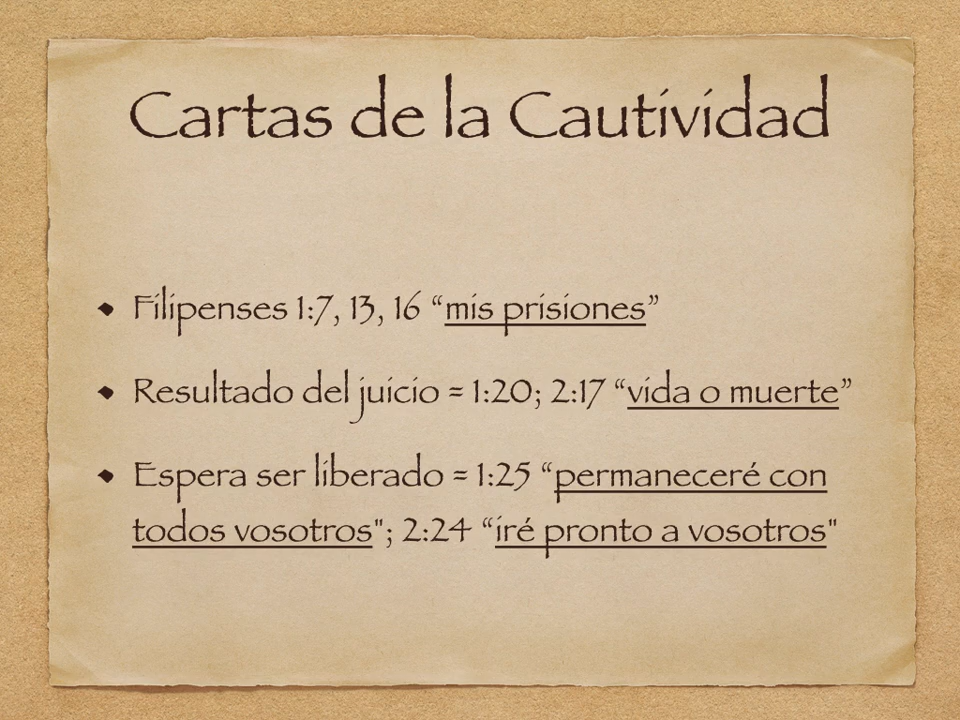 Cartas de la Cautividad
• Filipenses 1:7, 13, 16 “mis prisiones”
• Resultado del juicio = 1:20; 2:17 “vida o muerte”
• Espera ser liberado = 1:25 “permaneceré con
todos vosotros"; 2:24 “iré pronto a vosotros"